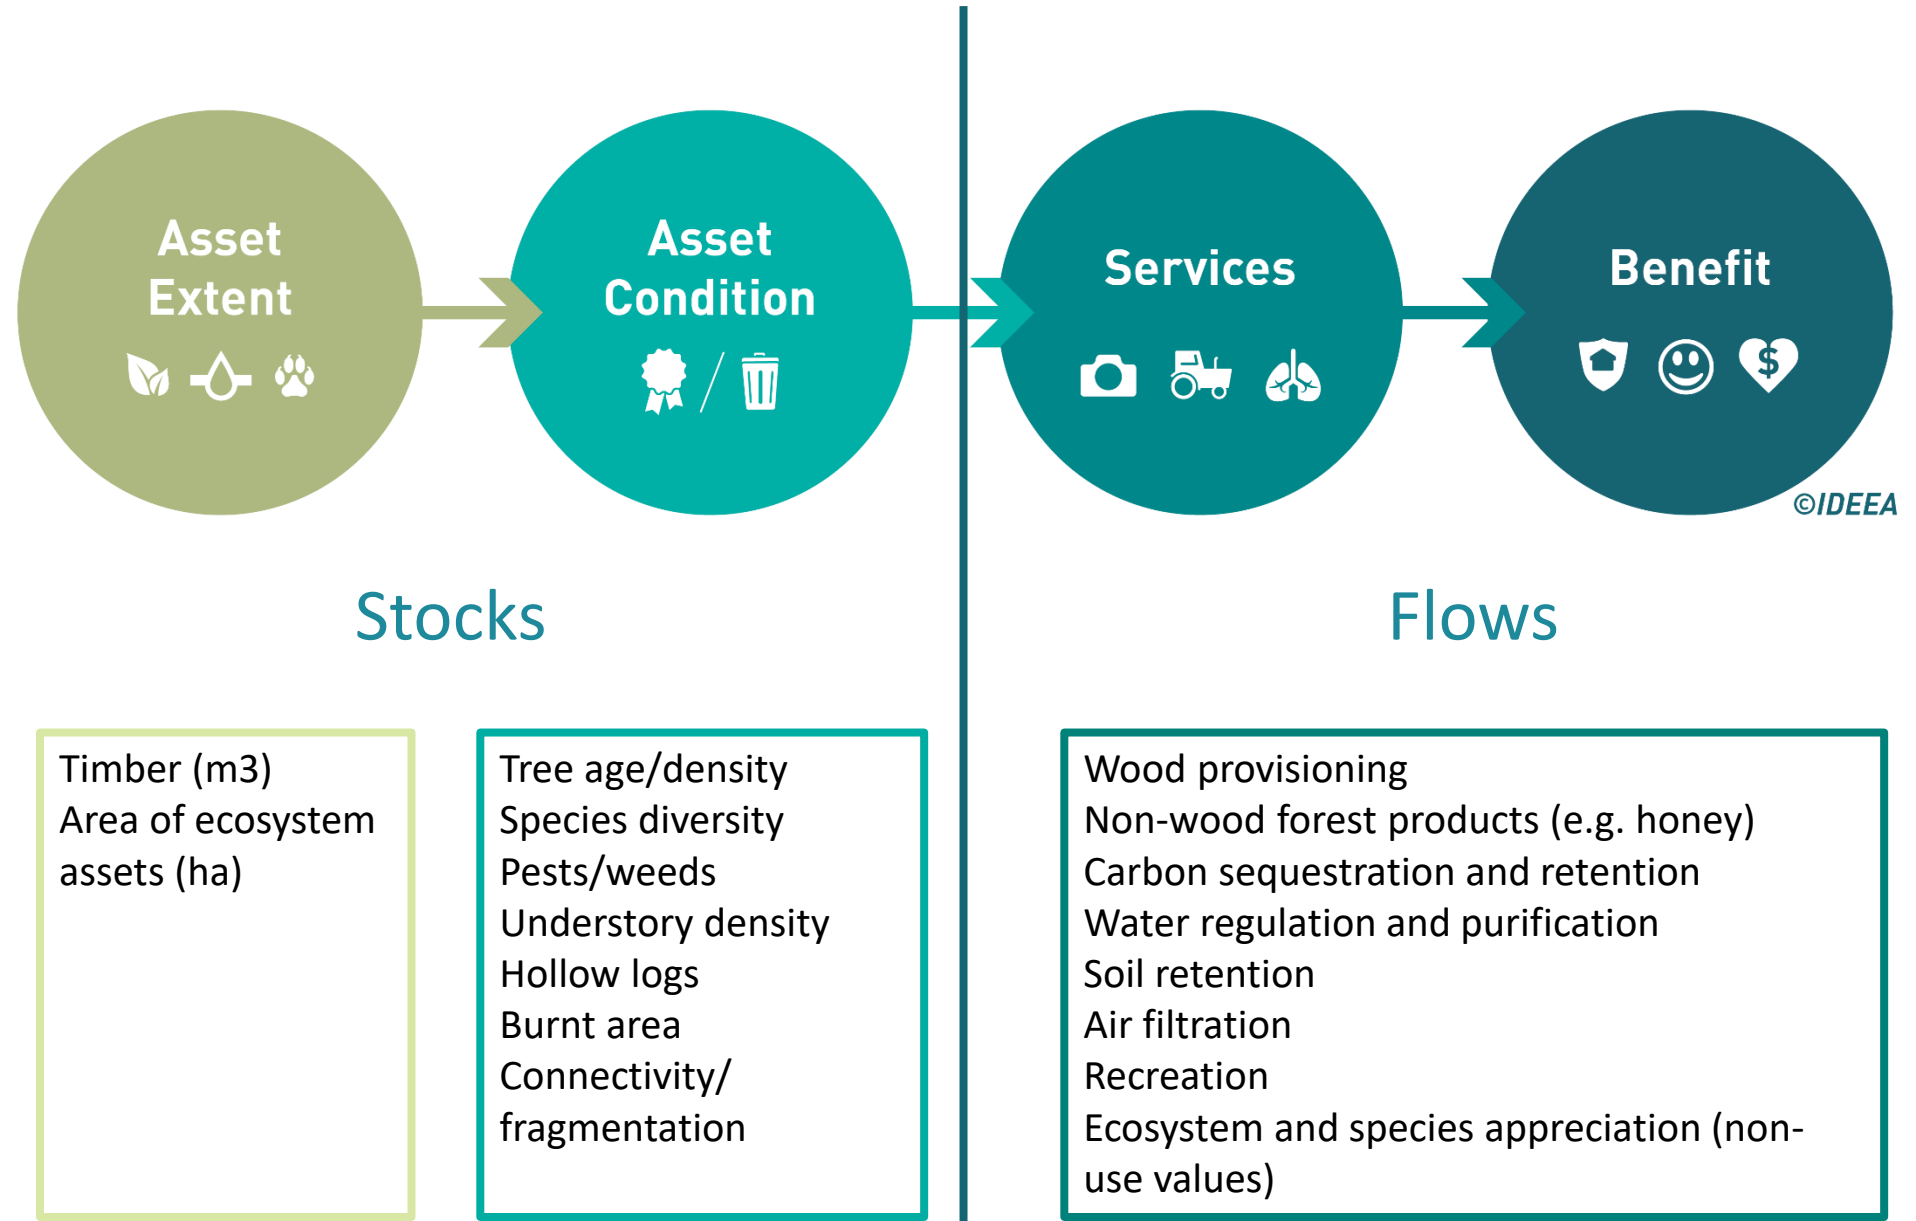 Asset
Extent
Asset
Condition
Services
Benefit
$
©IDEEA
Stocks
Flows
Timber (m3)
Area of ecosystem
assets (ha)
Tree age/density
Species diversity
Pests/weeds
Understory density
Hollow logs
Burnt area
Connectivity/
fragmentation
Wood provisioning
Non-wood forest products (e.g. honey)
Carbon sequestration and retention
Water regulation and purification
Soil retention
Air filtration
Recreation
Ecosystem and species appreciation (non-
use values)